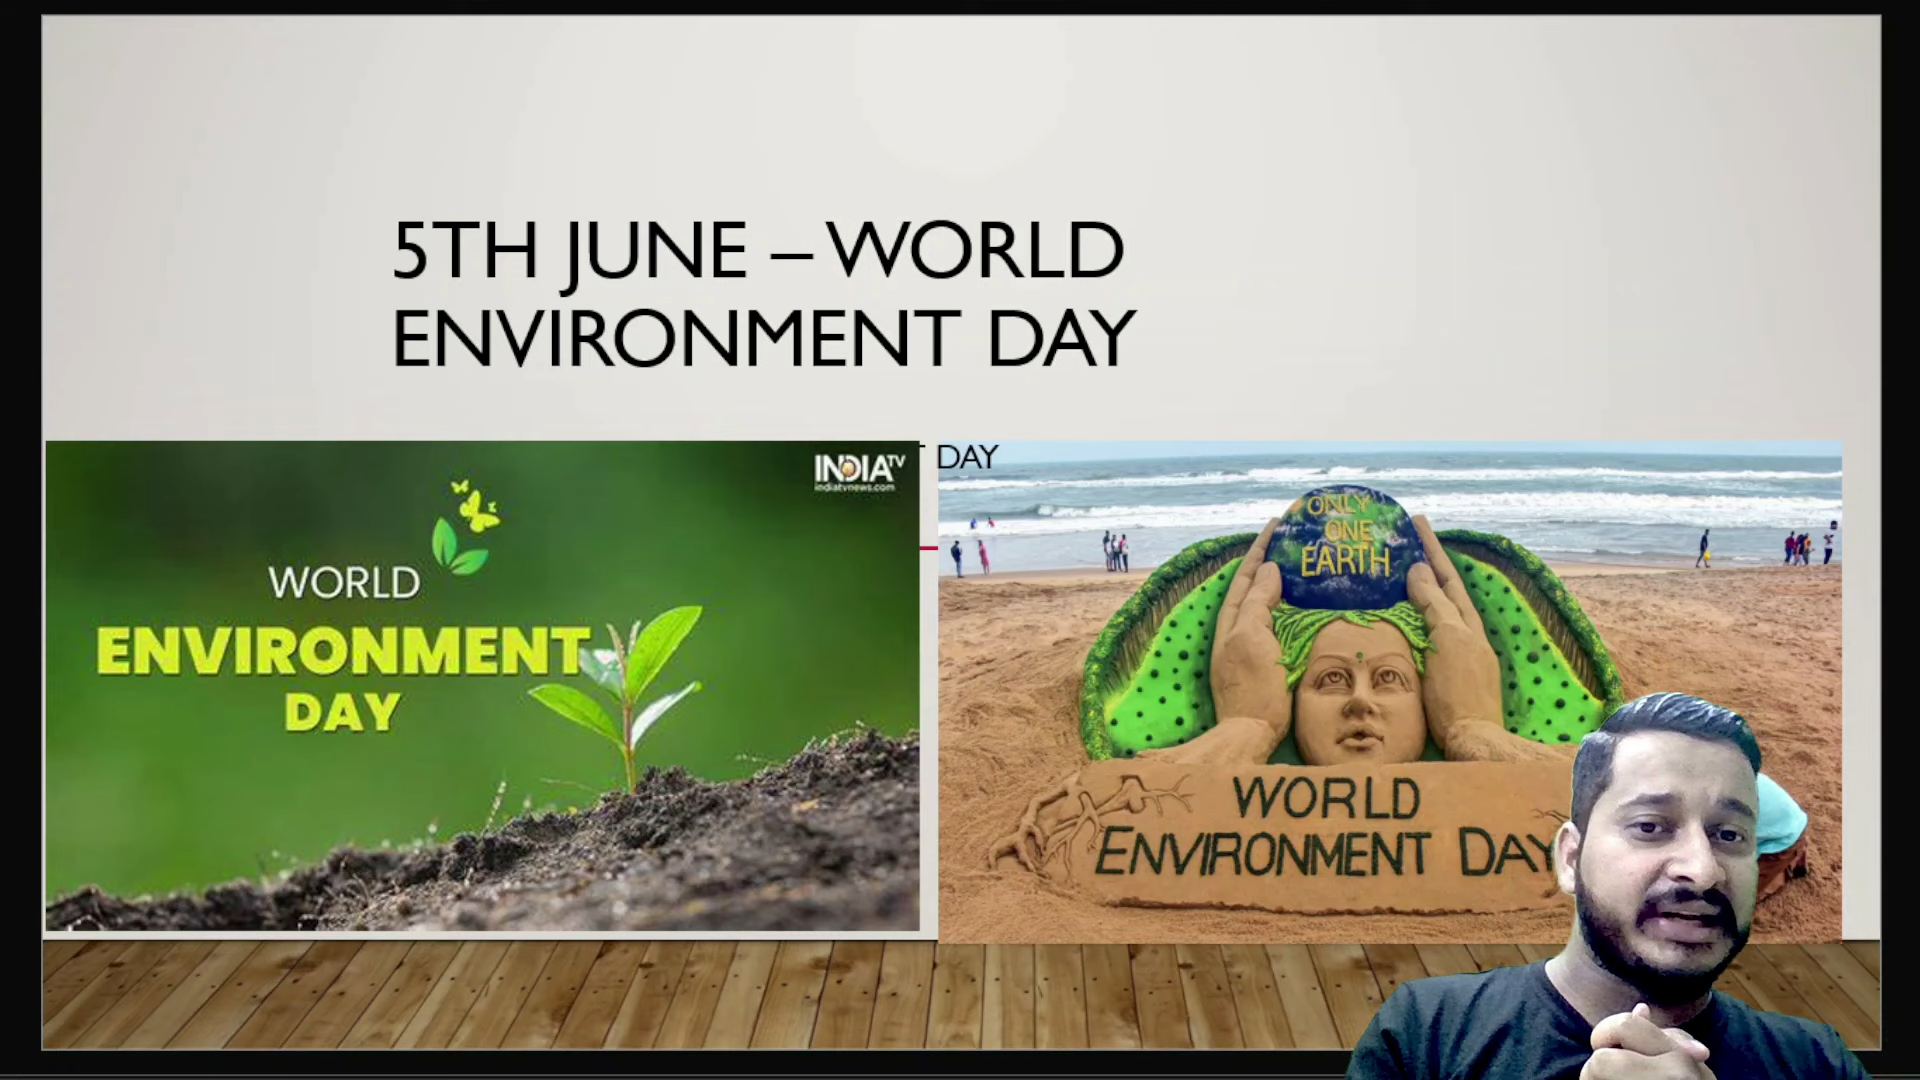 5TH JUNE – WORLD
ENVIRONMENT DAY
DAY
INDIA TV
indiatvnews.com
WORLD
ENVIRONMENT
DAY
ONLY
ONE
EARTH
WORLD
ENVIRONMENT DAY